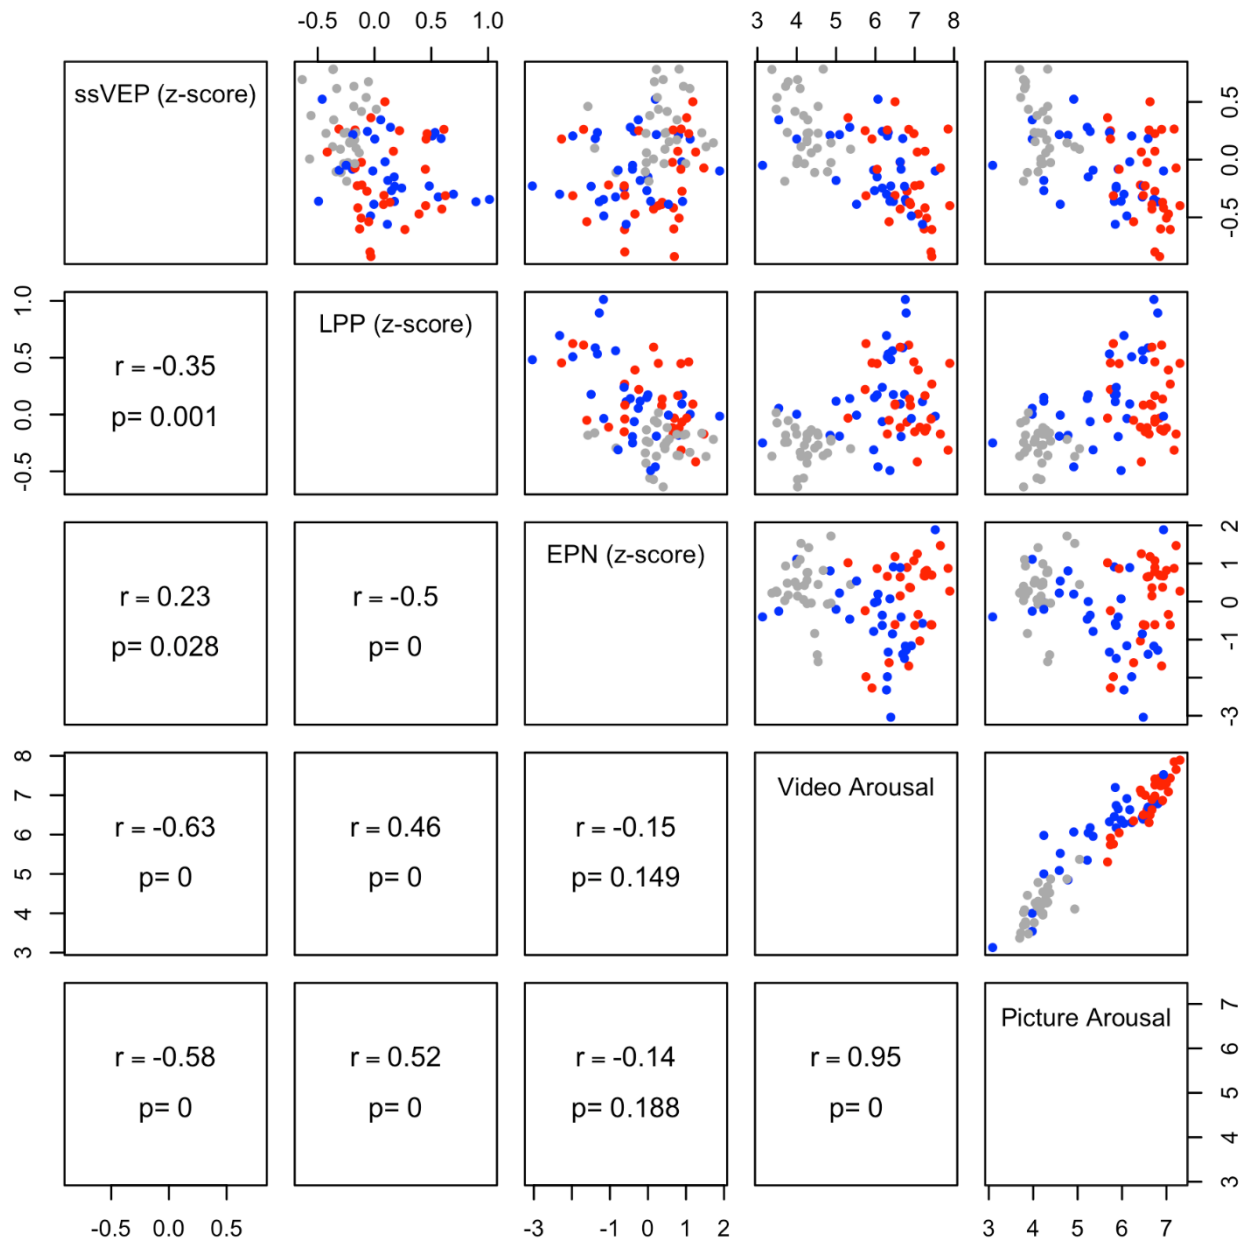 -0.5 0.0 0.5 1.0 3 4 5 6 7 8
ssVEP (z-score)
0.5
0.0
-0.5
1.0
0.5
0.0
-0.5
r = -0.35
p= 0.001
LPP (z-score)
r = 0.23
p= 0.028
r = -0.5
p= 0
EPN (z-score)
2
1
0
-1
-3
8
7
6
5
4
3
r = -0.63
p= 0
r = 0.46
p= 0
r = -0.15
p= 0.149
Video Arousal
r = -0.58
p= 0
r = 0.52
p= 0
r = -0.14
p= 0.188
r = 0.95
p= 0
Picture Arousal
7
6
5
4
3
-0.5 0.0 0.5 -3 -1 0 1 2 3 4 5 6 7